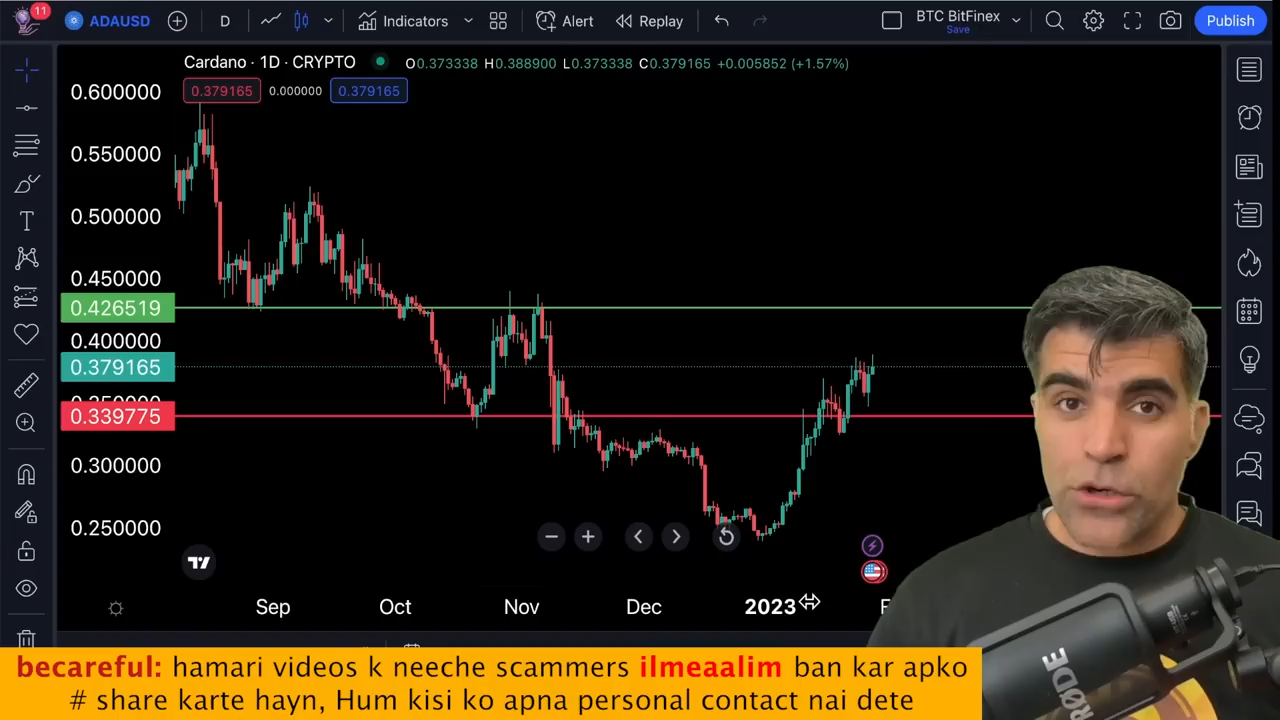 11
ADAUSD
D
Indicators
Alert
Replay
BTC BitFinex
Save
Publish
Cardano · 1D · CRYPTO
O0.373338 H0.388900 L0.373338 C0.379165 +0.005852 (+1.57%)
0.379165 0.000000 0.379165
0.600000
0.550000
0.500000
0.450000
0.426519
0.400000
0.379165
0.339775
0.300000
0.250000
Sep Oct Nov Dec 2023 F
RØDE
becareful: hamari videos k neeche scammers ilmeaalim ban kar apko
# share karte hayn, Hum kisi ko apna personal contact nai dete